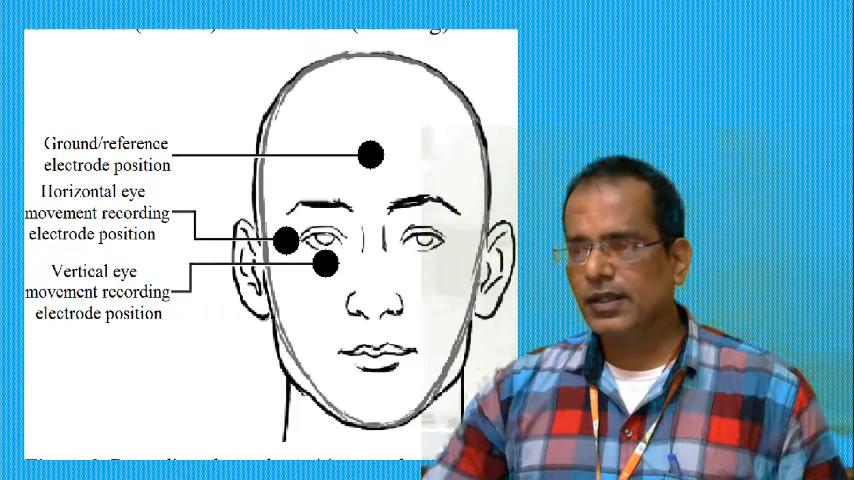 Ground/reference
electrode position
Horizontal eye
movement recording
electrode position
Vertical eye
movement recording
electrode position